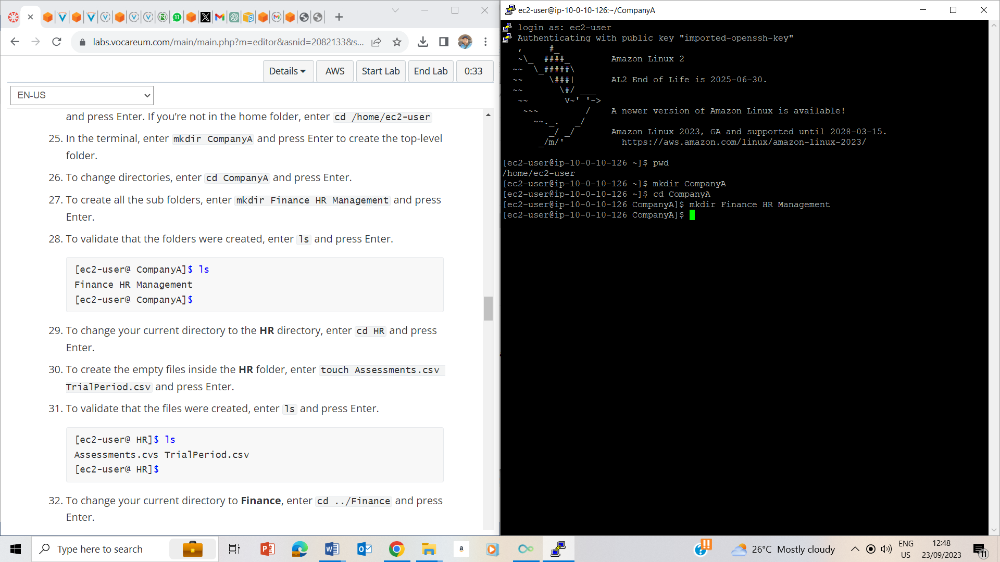 labs.vocareum.com/main/main.php?m=editor&asnid=2082133&s...
Details
AWS
Start Lab
End Lab
0:33
EN-US
and press Enter. If you’re not in the home folder, enter cd /home/ec2-user
25. In the terminal, enter mkdir CompanyA and press Enter to create the top-level
folder.
26. To change directories, enter cd CompanyA and press Enter.
27. To create all the sub folders, enter mkdir Finance HR Management and press
Enter.
28. To validate that the folders were created, enter ls and press Enter.
[ec2-user@ CompanyA]$ ls
Finance HR Management
[ec2-user@ CompanyA]$
29. To change your current directory to the HR directory, enter cd HR and press
Enter.
30. To create the empty files inside the HR folder, enter touch Assessments.csv
TrialPeriod.csv and press Enter.
31. To validate that the files were created, enter ls and press Enter.
[ec2-user@ HR]$ ls
Assessments.cvs TrialPeriod.csv
[ec2-user@ HR]$
32. To change your current directory to Finance, enter cd ../Finance and press
Enter.
ec2-user@ip-10-0-10-126:~/CompanyA
login as: ec2-user
Authenticating with public key "imported-openssh-key"
   ,     #_
   ~\_  ####_        Amazon Linux 2
  ~~  \_#####\
  ~~     \###|       AL2 End of Life is 2025-06-30.
  ~~       \#/ ___
   ~~       V~' '->
    ~~~         /    A newer version of Amazon Linux is available!
      ~~._.   _/
         _/ _/       Amazon Linux 2023, GA and supported until 2028-03-15.
       _/m/'           https://aws.amazon.com/linux/amazon-linux-2023/
[ec2-user@ip-10-0-10-126 ~]$ pwd
/home/ec2-user
[ec2-user@ip-10-0-10-126 ~]$ mkdir CompanyA
[ec2-user@ip-10-0-10-126 ~]$ cd CompanyA
[ec2-user@ip-10-0-10-126 CompanyA]$ mkdir Finance HR Management
[ec2-user@ip-10-0-10-126 CompanyA]$
Type here to search
26°C Mostly cloudy
ENG
US
12:48
23/09/2023
11